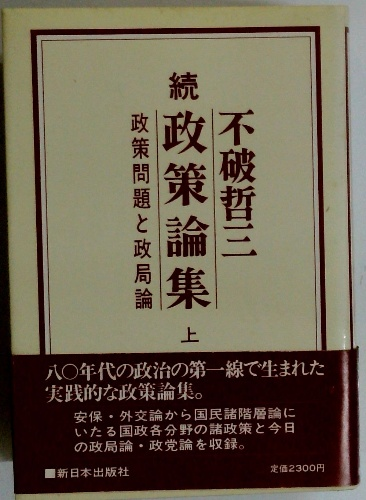 不破哲三
続 政策論集 上
政策問題と政局論
八〇年代の政治の第一線で生まれた
実践的な政策論集。
安保・外交論から国民諸階層論に
いたる国政各分野の諸政策と今日
の政局論・政党論を収録。
■新日本出版社
定価2300円